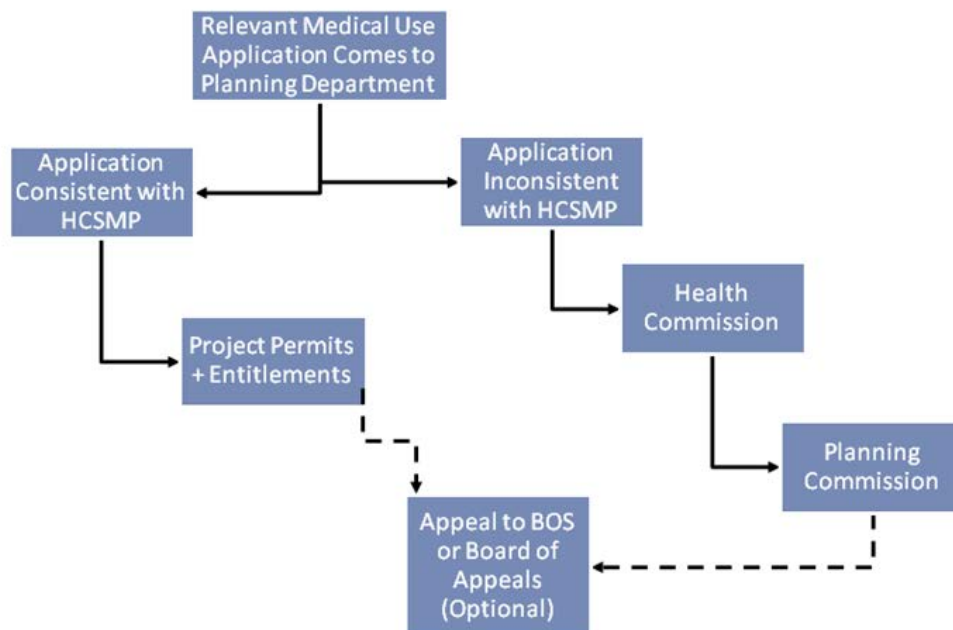 Relevant Medical Use
Application Comes to
Planning Department
Application
Consistent with
HCSMP
Application
Inconsistent
with HCSMP
Health
Commission
Project Permits
+ Entitlements
Planning
Commission
Appeal to BOS
or Board of
Appeals
(Optional)